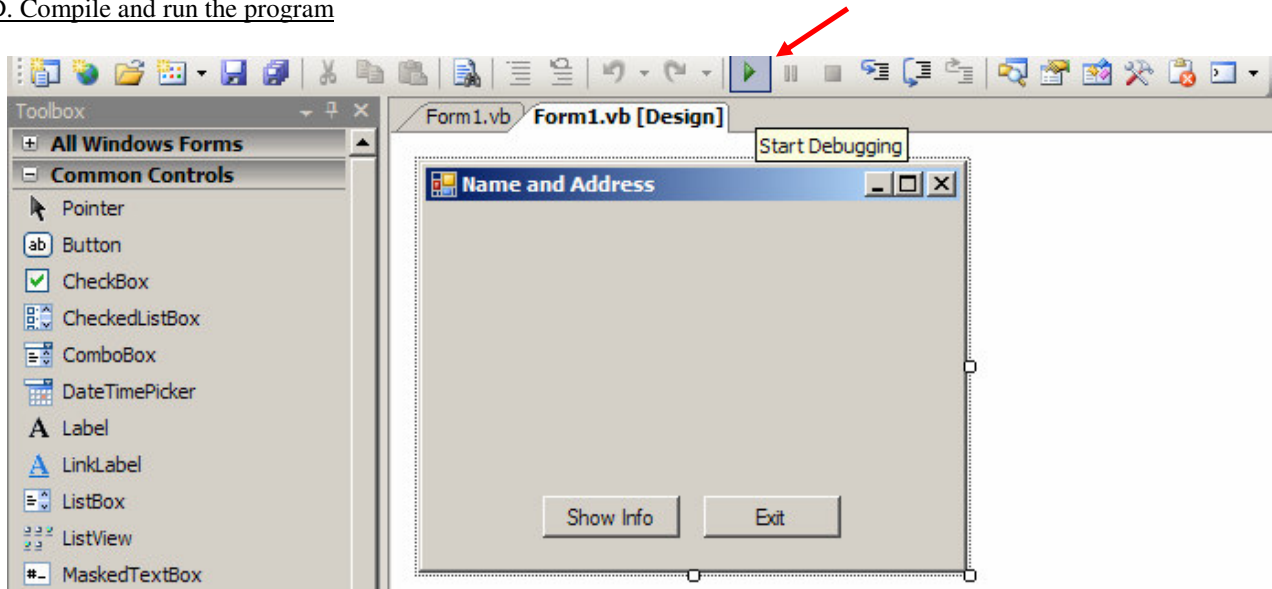 D. Compile and run the program
Toolbox
Form1.vb
Form1.vb [Design]
Start Debugging
All Windows Forms
Common Controls
Pointer
ab Button
CheckBox
CheckedListBox
ComboBox
DateTimePicker
A Label
A LinkLabel
ListBox
ListView
#_ MaskedTextBox
Name and Address
Show Info
Exit